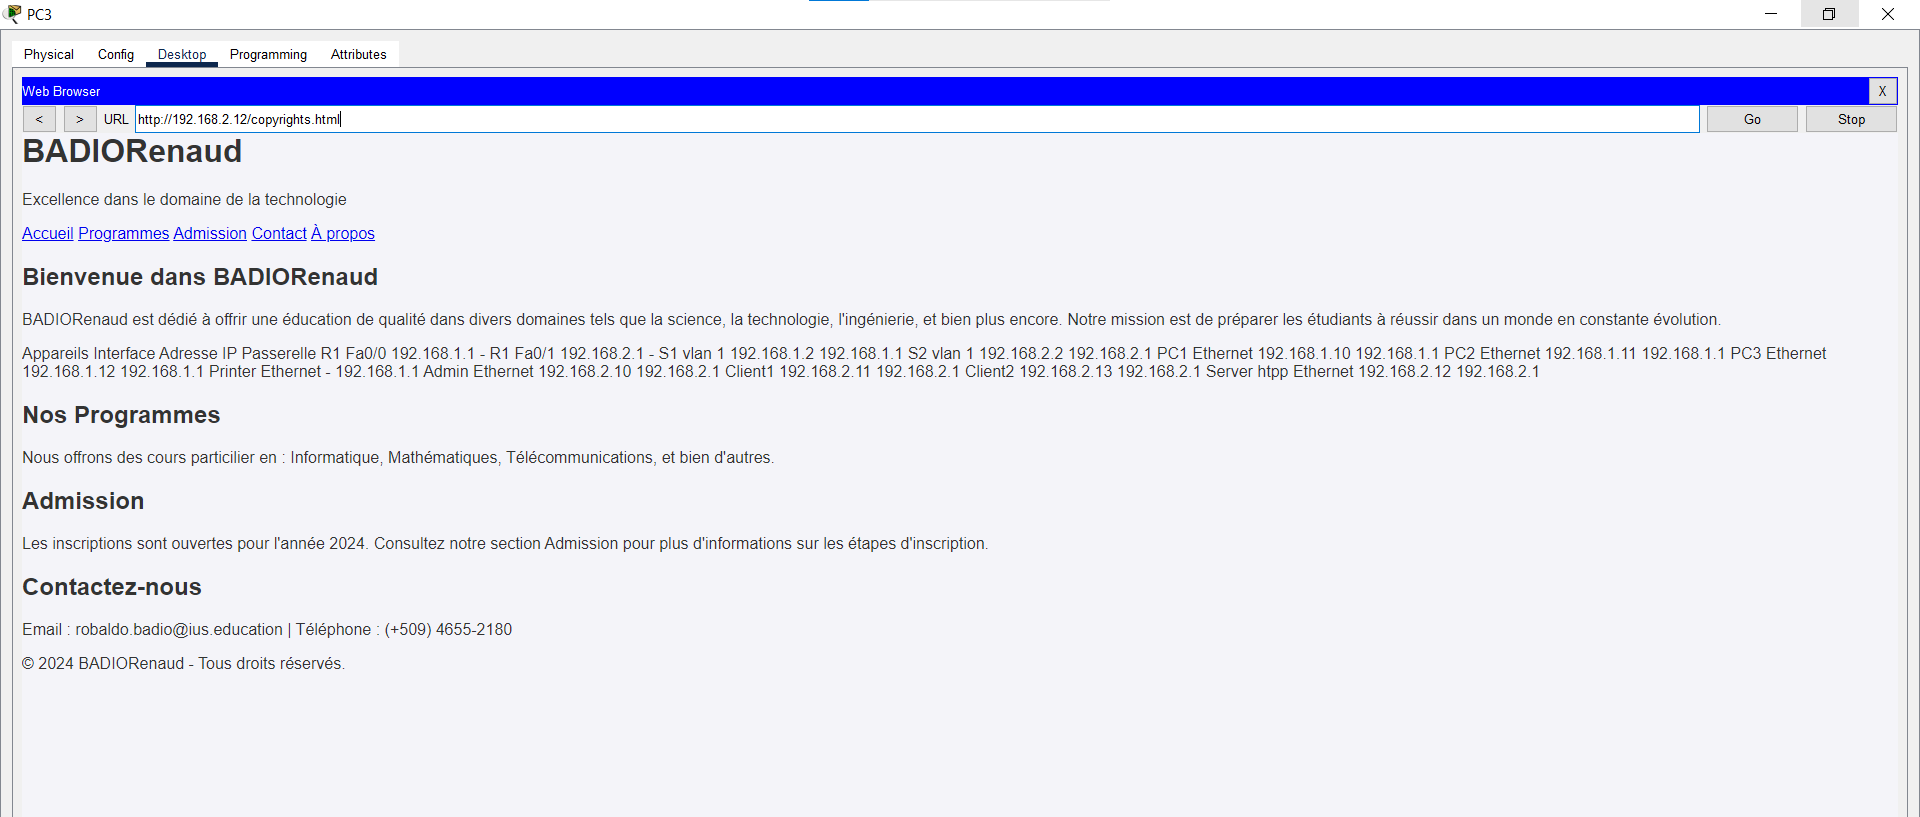 PC3
Physical Config Desktop Programming Attributes
Web Browser X
< > URL http://192.168.2.12/copyrights.html Go Stop
BADIORenaud
Excellence dans le domaine de la technologie
Accueil Programmes Admission Contact À propos
Bienvenue dans BADIORenaud
BADIORenaud est dédié à offrir une éducation de qualité dans divers domaines tels que la science, la technologie, l'ingénierie, et bien plus encore. Notre mission est de préparer les étudiants à réussir dans un monde en constante évolution.
Appareils Interface Adresse IP Passerelle R1 Fa0/0 192.168.1.1 - R1 Fa0/1 192.168.2.1 - S1 vlan 1 192.168.1.2 192.168.1.1 S2 vlan 1 192.168.2.2 192.168.2.1 PC1 Ethernet 192.168.1.10 192.168.1.1 PC2 Ethernet 192.168.1.11 192.168.1.1 PC3 Ethernet
192.168.1.12 192.168.1.1 Printer Ethernet - 192.168.1.1 Admin Ethernet 192.168.2.10 192.168.2.1 Client1 192.168.2.11 192.168.2.1 Client2 192.168.2.13 192.168.2.1 Server htpp Ethernet 192.168.2.12 192.168.2.1
Nos Programmes
Nous offrons des cours particilier en : Informatique, Mathématiques, Télécommunications, et bien d'autres.
Admission
Les inscriptions sont ouvertes pour l'année 2024. Consultez notre section Admission pour plus d'informations sur les étapes d'inscription.
Contactez-nous
Email : robaldo.badio@ius.education | Téléphone : (+509) 4655-2180
© 2024 BADIORenaud - Tous droits réservés.